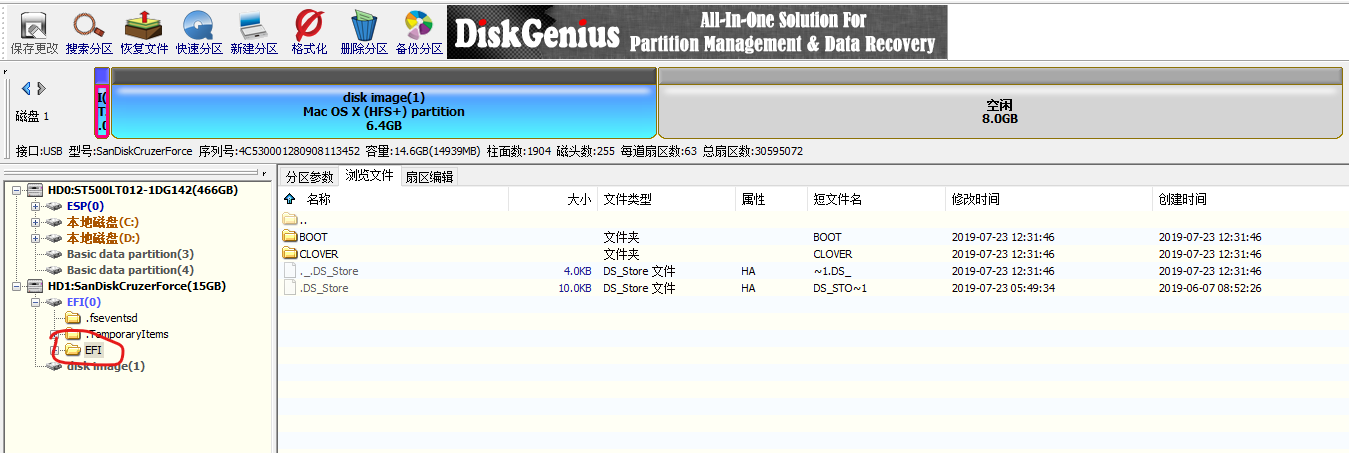 保存更改 搜索分区 恢复文件 快速分区 新建分区 格式化 删除分区 备份分区
DiskGenius
All-In-One Solution For
Partition Management & Data Recovery
磁盘 1
disk image(1)
Mac OS X (HFS+) partition
6.4GB
空闲
8.0GB
接口:USB 型号:SanDiskCruzerForce 序列号:4C530001280908113452 容量:14.6GB(14939MB) 柱面数:1904 磁头数:255 每道扇区数:63 总扇区数:30595072
HD0:ST500LT012-1DG142(466GB)
ESP(0)
本地磁盘(C:)
本地磁盘(D:)
Basic data partition(3)
Basic data partition(4)
HD1:SanDiskCruzerForce(15GB)
EFI(0)
.fseventsd
.TemporaryItems
EFI
disk image(1)
分区参数 浏览文件 扇区编辑
名称 大小 文件类型 属性 短文件名 修改时间 创建时间
..
BOOT 文件夹 BOOT 2019-07-23 12:31:46 2019-07-23 12:31:46
CLOVER 文件夹 CLOVER 2019-07-23 12:31:46 2019-07-23 12:31:46
._.DS_Store 4.0KB DS_Store 文件 HA ~1.DS_ 2019-07-23 12:31:46 2019-07-23 12:31:46
.DS_Store 10.0KB DS_Store 文件 HA DS_STO~1 2019-07-23 05:49:34 2019-06-07 08:52:26